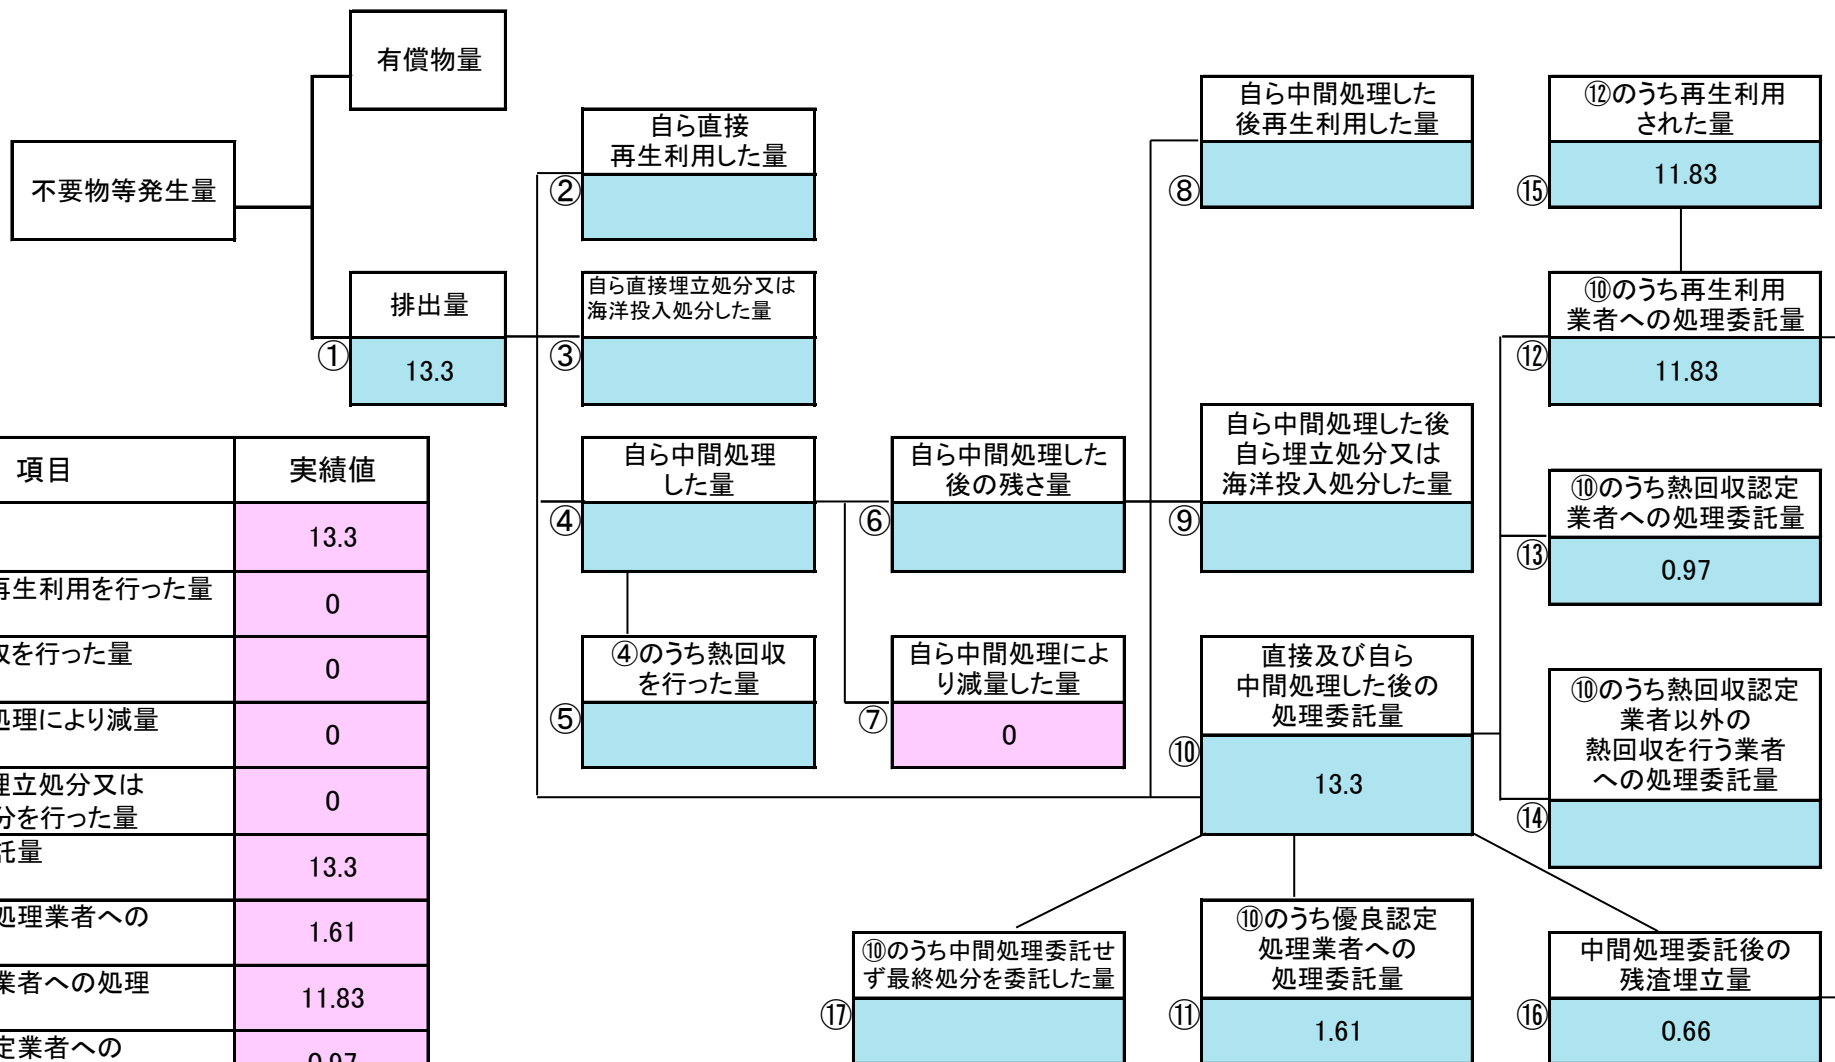 有償物量
不要物等発生量
排出量
①
13.3
自ら直接
再生利用した量
②
自ら直接埋立処分又は
海洋投入処分した量
③
自ら中間処理
した量
④
④のうち熱回収
を行った量
⑤
自ら中間処理した
後の残さ量
⑥
自ら中間処理によ
り減量した量
⑦
0
自ら中間処理した
後再生利用した量
⑧
自ら中間処理した後
自ら埋立処分又は
海洋投入処分した量
⑨
直接及び自ら
中間処理した後の
処理委託量
⑩
13.3
⑫のうち再生利用
された量
⑮
11.83
⑩のうち再生利用
業者への処理委託量
⑫
11.83
⑩のうち熱回収認定
業者への処理委託量
⑬
0.97
⑩のうち熱回収認定
業者以外の
熱回収を行う業者
への処理委託量
⑭
⑩のうち中間処理委託せ
ず最終処分を委託した量
⑰
⑩のうち優良認定
処理業者への
処理委託量
⑪
1.61
中間処理委託後の
残渣埋立量
⑯
0.66
項目
実績値
13.3
再生利用を行った量
0
を行った量
0
処理により減量
0
埋立処分又は
を行った量
0
託量
13.3
処理業者への
1.61
業者への処理
11.83
定業者への
0.97